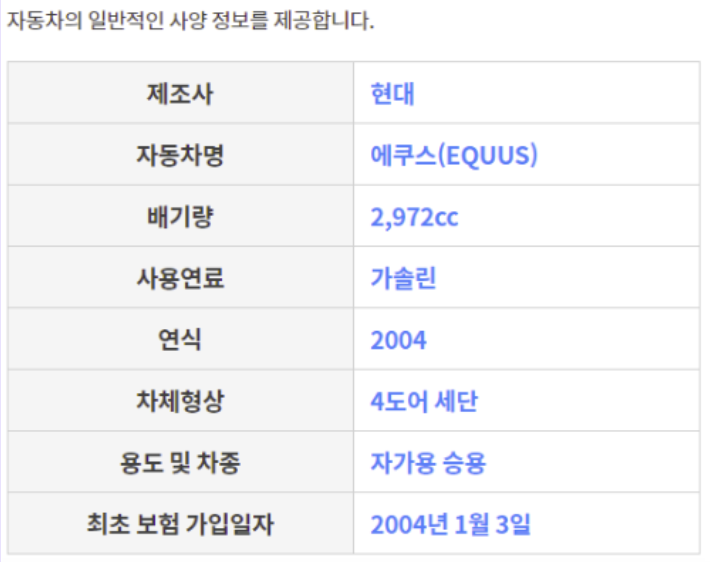 자동차의 일반적인 사양 정보를 제공합니다.
제조사 현대
자동차명 에쿠스(EQUUS)
배기량 2,972cc
사용연료 가솔린
연식 2004
차체형상 4도어 세단
용도 및 차종 자가용 승용
최초 보험 가입일자 2004년 1월 3일